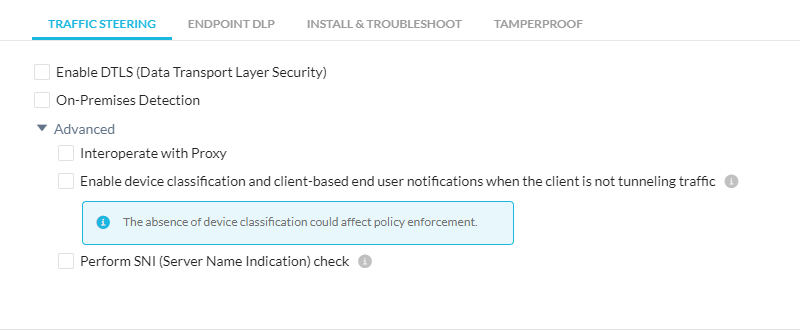 TRAFFIC STEERING
ENDPOINT DLP
INSTALL & TROUBLESHOOT
TAMPERPROOF
Enable DTLS (Data Transport Layer Security)
On-Premises Detection
Advanced
Interoperate with Proxy
Enable device classification and client-based end user notifications when the client is not tunneling traffic
The absence of device classification could affect policy enforcement.
Perform SNI (Server Name Indication) check